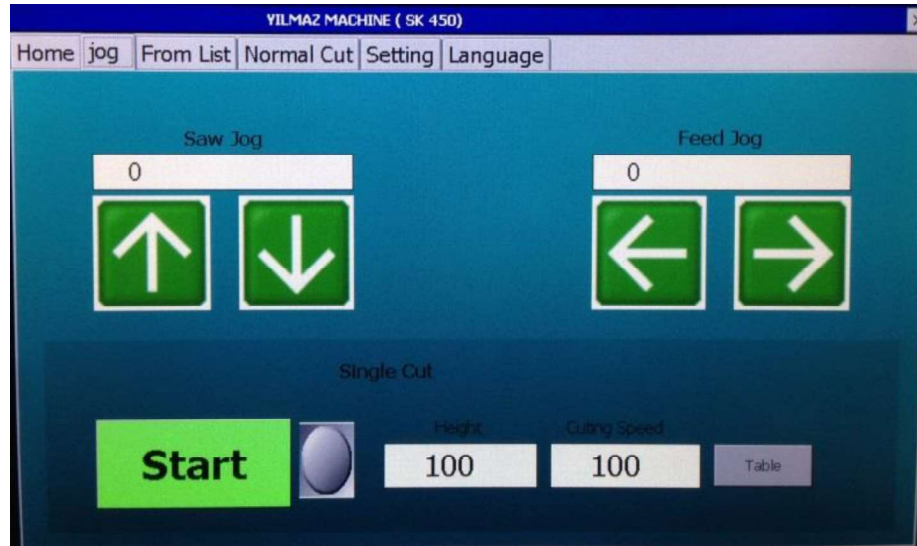 YILMAZ MACHINE ( SK 450)
Home jog From List Normal Cut Setting Language
Saw Jog
Feed Jog
0
0
Single Cut
Height
Cuting Speed
Start
100
100
Table